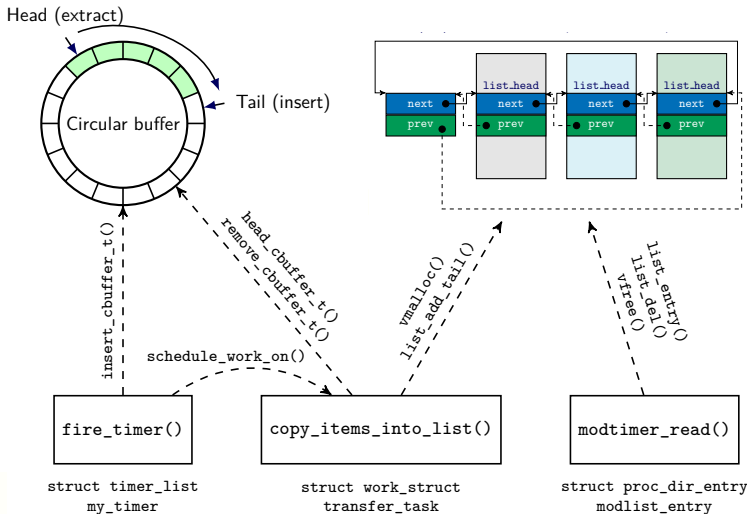 Head (extract)
Tail (insert)
Circular buffer
list_head
list_head
list_head
next
next
next
next
prev
prev
prev
prev
insert_cbuffer_t()
head_cbuffer_t()
remove_cbuffer_t()
vmalloc()
list_add_tail()
list_entry()
list_del()
vfree()
schedule_work_on()
fire_timer()
copy_items_into_list()
modtimer_read()
struct timer_list
my_timer
struct work_struct
transfer_task
struct proc_dir_entry
modlist_entry